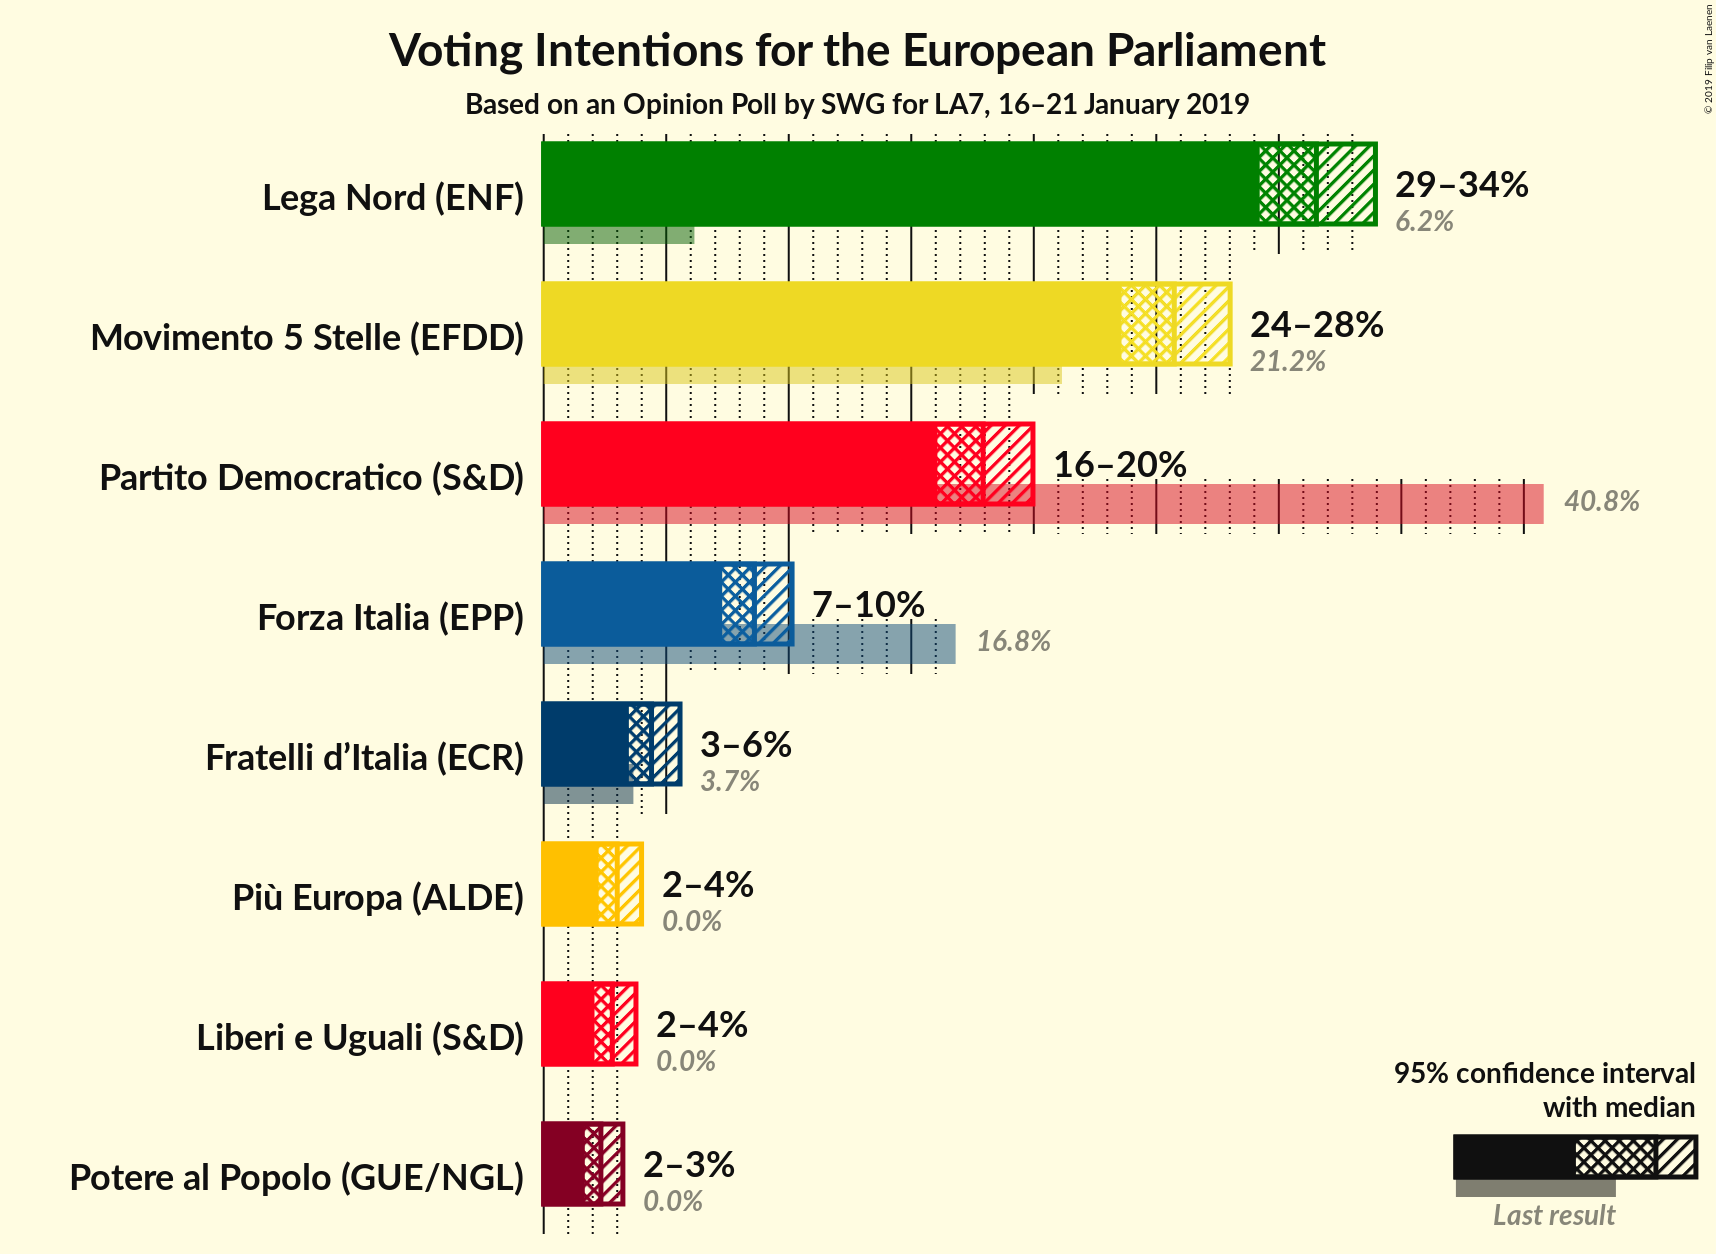 Voting Intentions for the European Parliament
Based on an Opinion Poll by SWG for LA7, 16–21 January 2019
© 2019 Filip van Laenen
Lega Nord (ENF)
29–34%
6.2%
Movimento 5 Stelle (EFDD)
24–28%
21.2%
Partito Democratico (S&D)
16–20%
40.8%
Forza Italia (EPP)
7–10%
16.8%
Fratelli d’Italia (ECR)
3–6%
3.7%
Più Europa (ALDE)
2–4%
0.0%
Liberi e Uguali (S&D)
2–4%
0.0%
Potere al Popolo (GUE/NGL)
2–3%
0.0%
95% confidence interval
with median
Last result